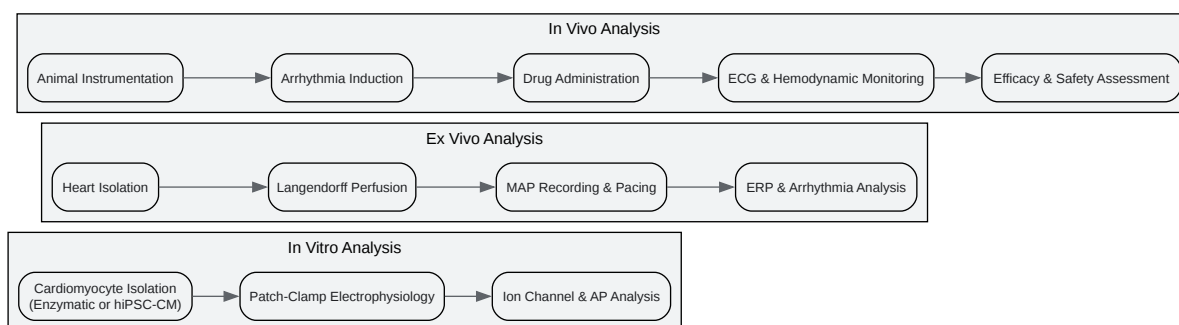 In Vivo Analysis
Animal Instrumentation
Arrhythmia Induction
Drug Administration
ECG & Hemodynamic Monitoring
Efficacy & Safety Assessment
Ex Vivo Analysis
Heart Isolation
Langendorff Perfusion
MAP Recording & Pacing
ERP & Arrhythmia Analysis
In Vitro Analysis
Cardiomyocyte Isolation
(Enzymatic or hiPSC-CM)
Patch-Clamp Electrophysiology
Ion Channel & AP Analysis